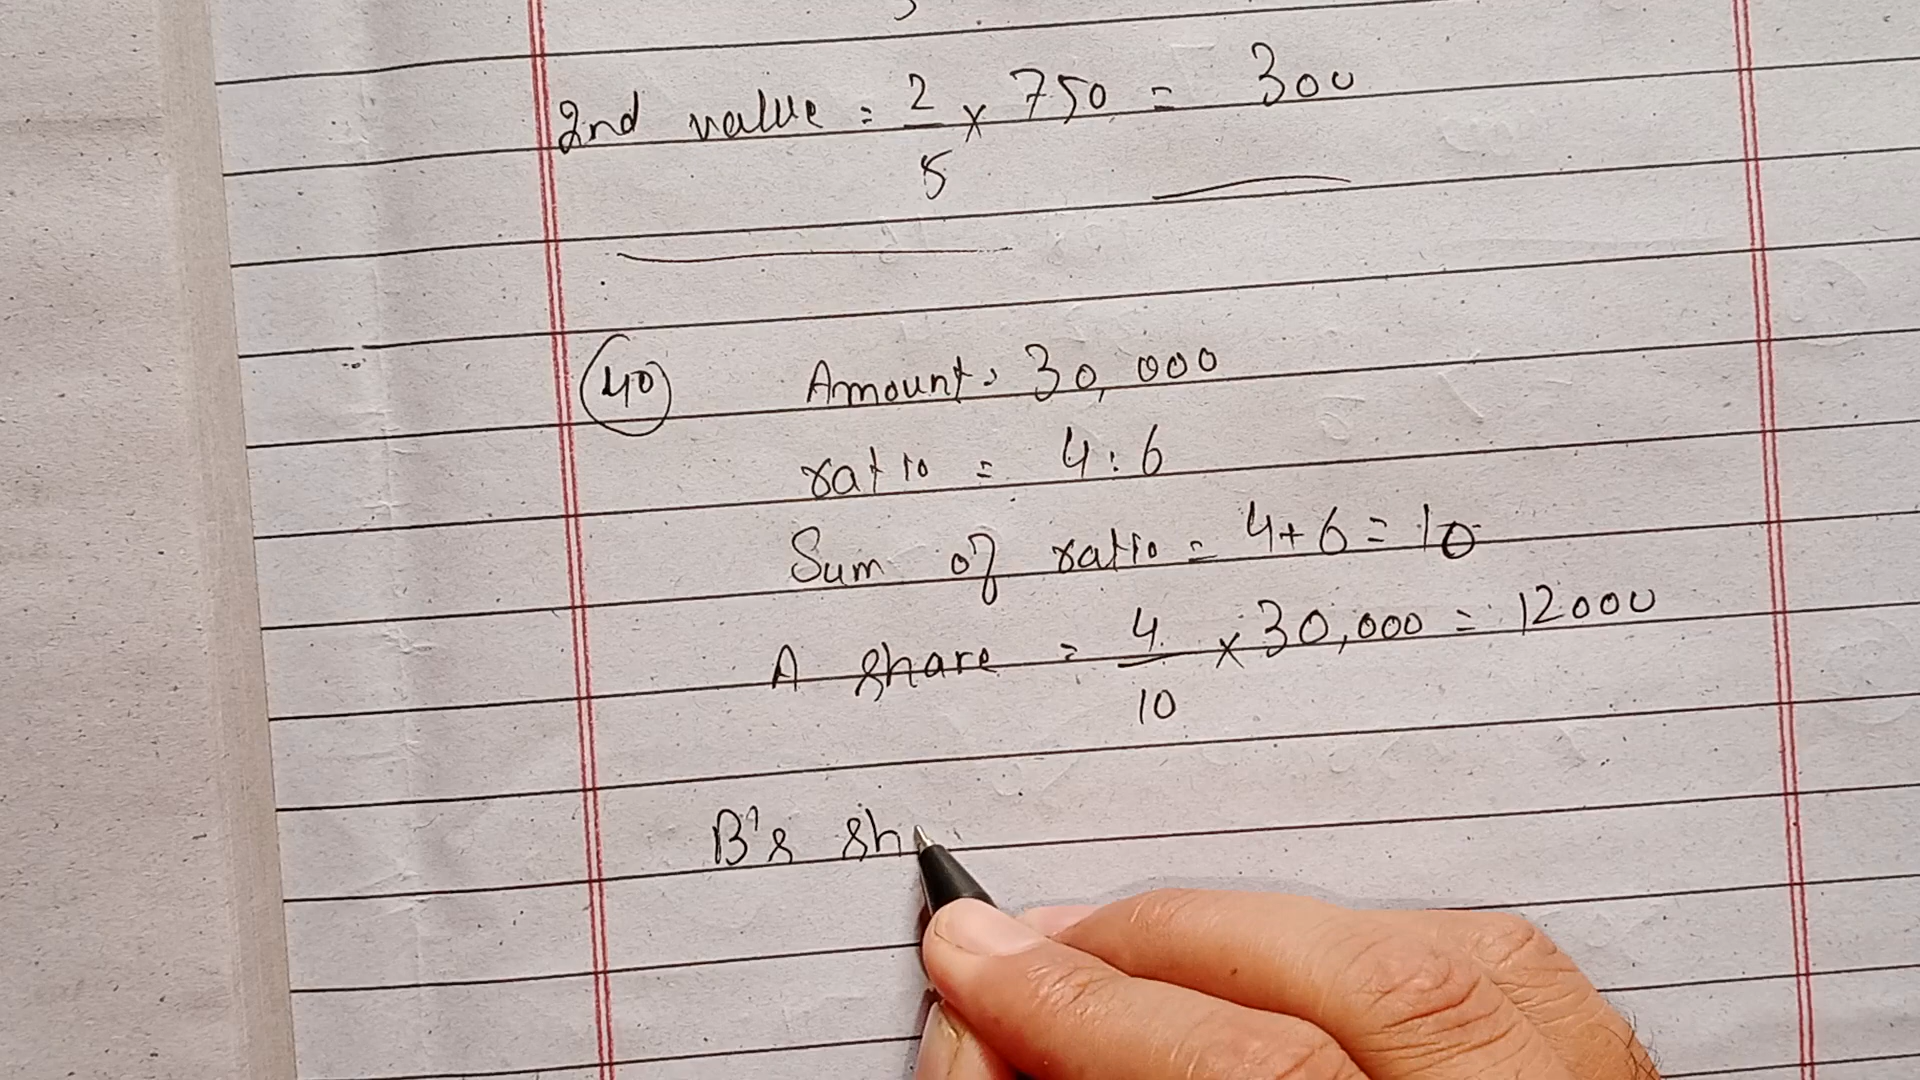 2nd value = 2/5 × 750 = 300
40 Amount = 30,000
ratio = 4:6
Sum of ratio = 4+6=10
A share = 4/10 × 30,000 = 12000
B's sh